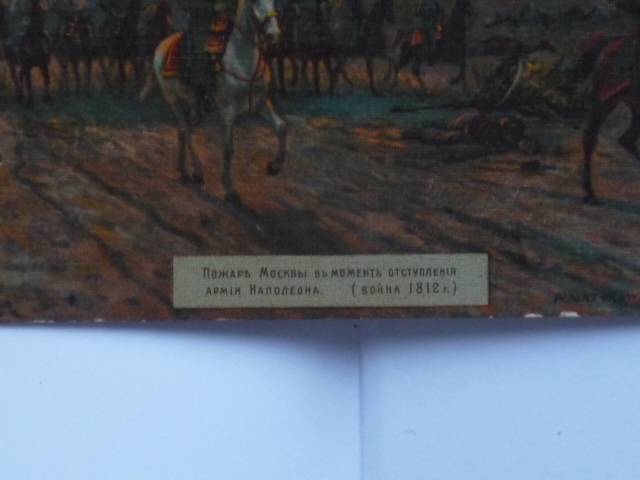 Пожаръ Москвы въ моментъ отступленія
арміи Наполеона. (война 1812 г.)